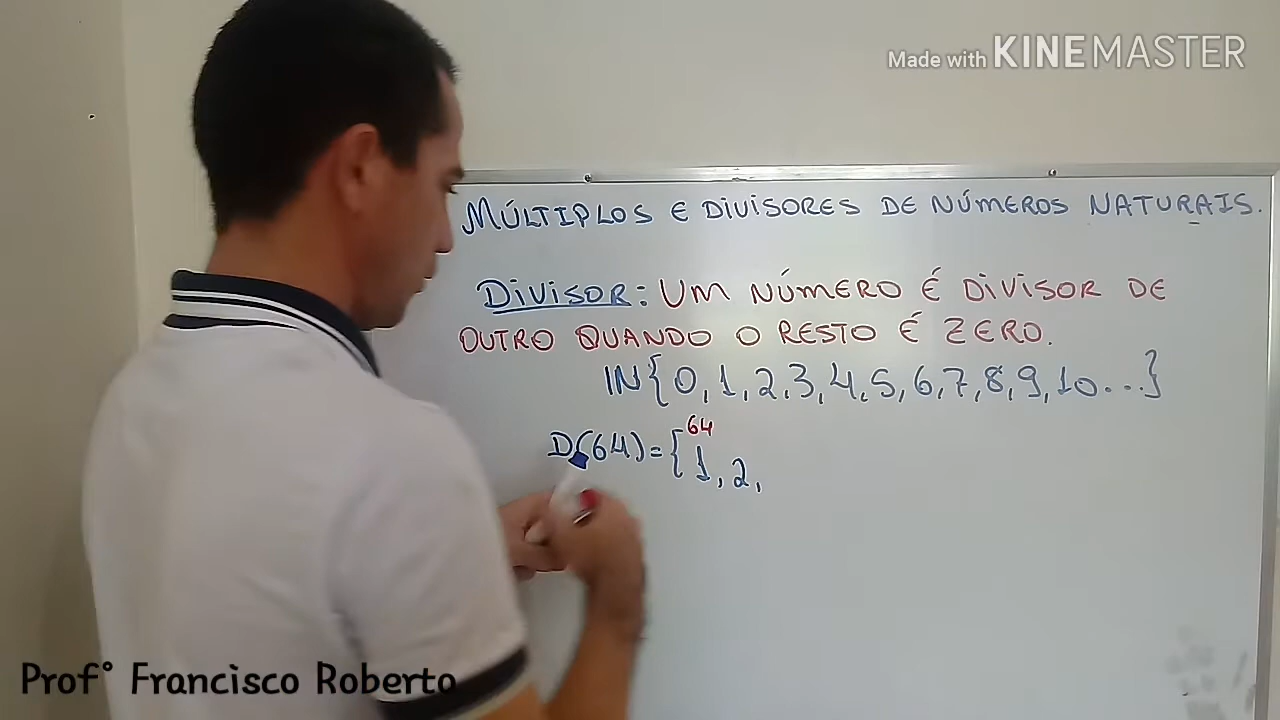 Made with KINEMASTER
MÚLTIPLOS E DIVISORES DE NÚMEROS NATURAIS.
DIVISOR: UM NÚMERO É DIVISOR DE
OUTRO QUANDO O RESTO É ZERO.
IN{0,1,2,3,4,5,6,7,8,9,10...}
64
D(64)={1,2,
Prof° Francisco Roberto